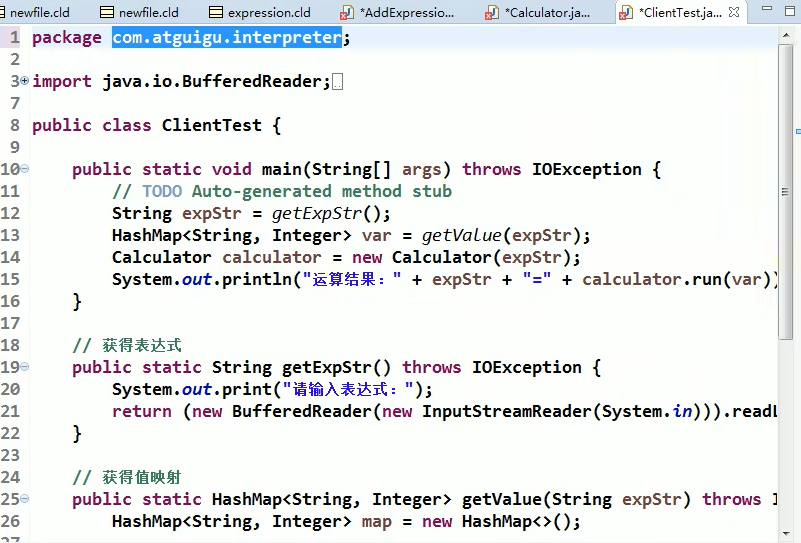 newfile.cld newfile.cld expression.cld *AddExpressio... *Calculator.ja... *ClientTest.ja...
1 package com.atguigu.interpreter;
2
3 import java.io.BufferedReader;
7
8 public class ClientTest {
9
10 public static void main(String[] args) throws IOException {
11 // TODO Auto-generated method stub
12 String expStr = getExpStr();
13 HashMap<String, Integer> var = getValue(expStr);
14 Calculator calculator = new Calculator(expStr);
15 System.out.println("运算结果：" + expStr + "=" + calculator.run(var))
16 }
17
18 // 获得表达式
19 public static String getExpStr() throws IOException {
20 System.out.print("请输入表达式：");
21 return (new BufferedReader(new InputStreamReader(System.in))).readL
22 }
23
24 // 获得值映射
25 public static HashMap<String, Integer> getValue(String expStr) throws I
26 HashMap<String, Integer> map = new HashMap<>();
27